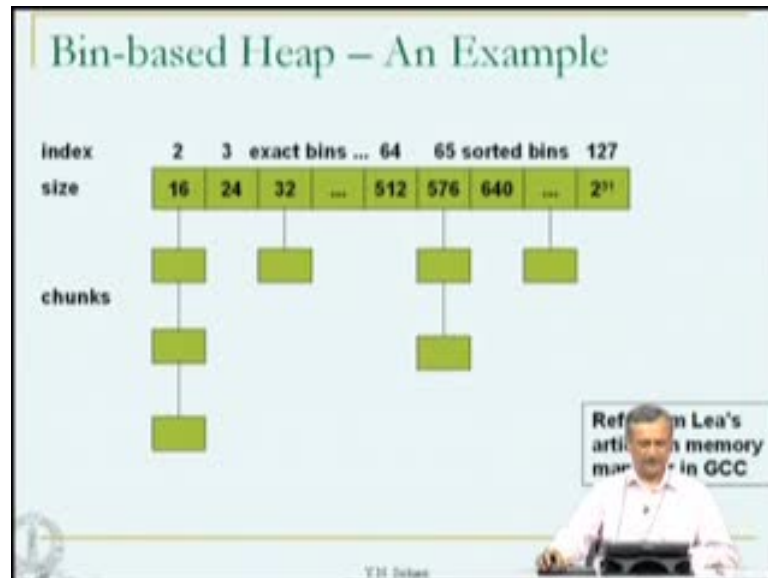 Bin-based Heap – An Example
index 2 3 exact bins ... 64 65 sorted bins 127
size 16 24 32 ... 512 576 640 ... 2³¹
chunks
Lea's
memory
in GCC